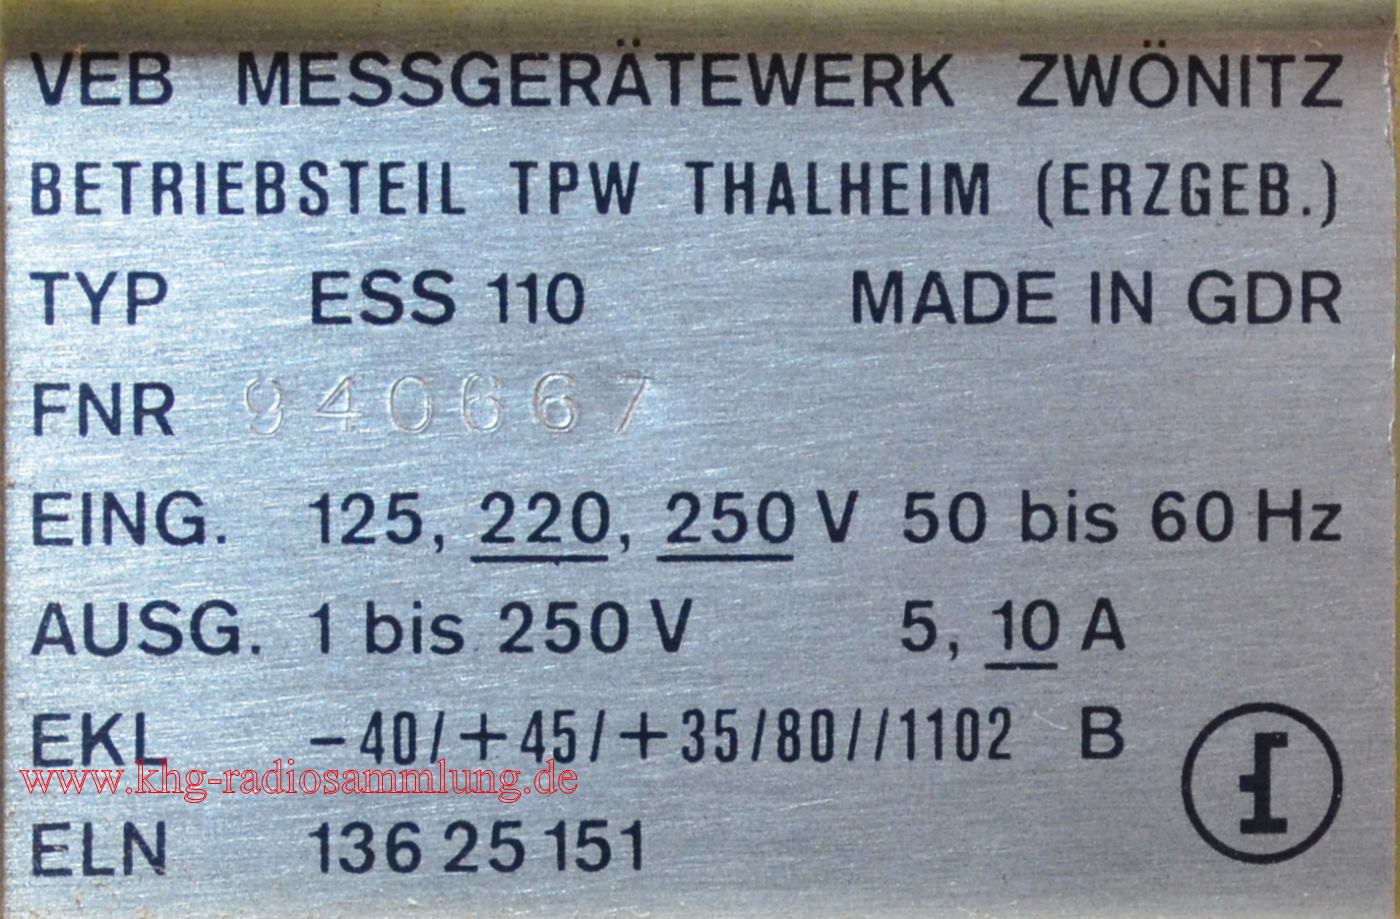 VEB MESSGERÄTEWERK ZWÖNITZ
BETRIEBSTEIL TPW THALHEIM (ERZGEB.)
TYP ESS 110 MADE IN GDR
FNR 940667
EING. 125, 220, 250 V 50 bis 60 Hz
AUSG. 1 bis 250 V 5, 10 A
EKL -40/+45/+35/80//1102 B
www.khg-radiosammlung.de
ELN 136 25 151